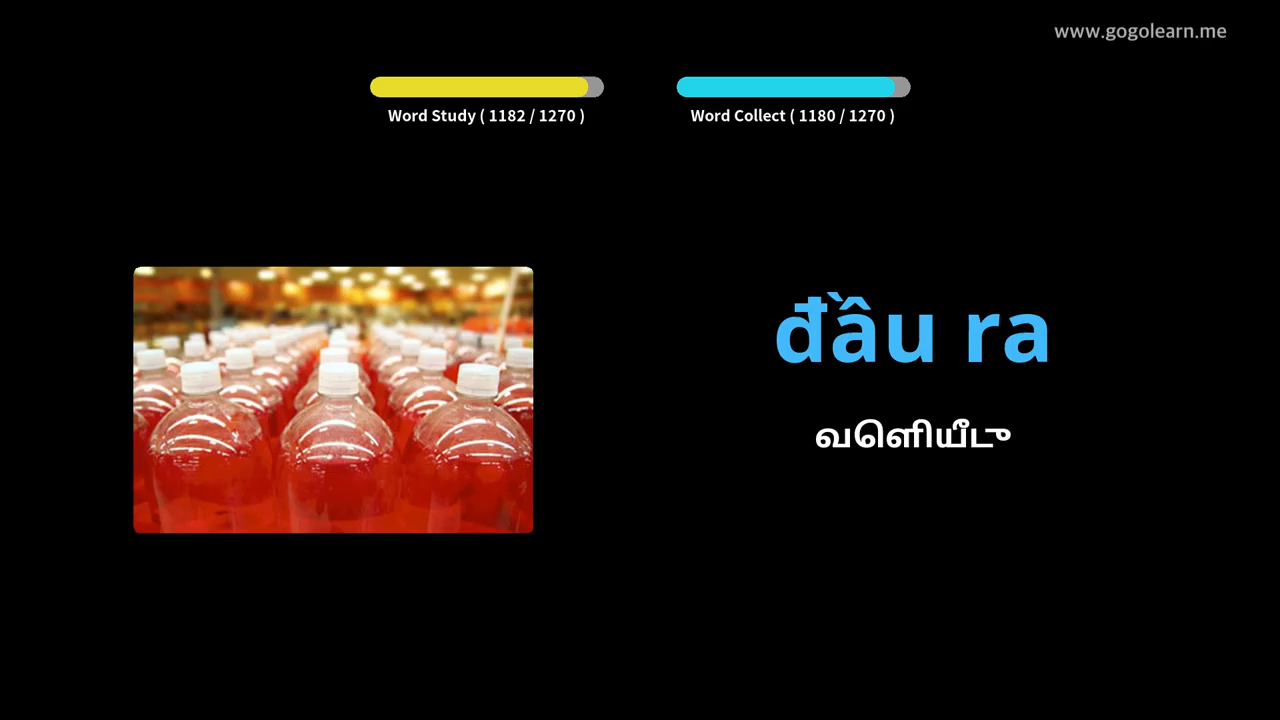 www.gogolearn.me
Word Study ( 1182 / 1270 )
Word Collect ( 1180 / 1270 )
đầu ra
வெளியீடு